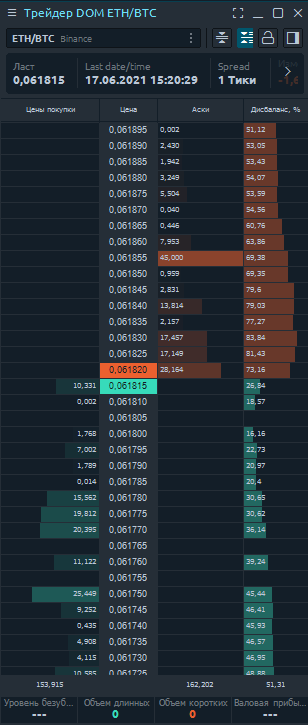 Трейдер DOM ETH/BTC
ETH/BTC Binance
Ласт Last date/time Spread
0,061815 17.06.2021 15:20:29 1 Тики
Цены покупки Цена Аски Дисбаланс, %
0,061895 0,002 51,12
0,061890 2,430 53,05
0,061885 1,942 53,43
0,061880 3,249 54,07
0,061875 5,504 53,59
0,061870 0,040 54,56
0,061865 0,446 60,76
0,061860 7,953 63,86
0,061855 45,000 69,38
0,061850 0,959 69,35
0,061845 2,831 79,6
0,061840 13,814 79,03
0,061835 2,157 77,27
0,061830 17,457 83,84
0,061825 17,149 81,43
0,061820 28,164 73,16
10,331 0,061815 26,84
0,002 0,061810 18,57
0,061805
1,768 0,061800 16,16
7,002 0,061795 22,73
1,789 0,061790 20,97
0,014 0,061785 20,4
15,562 0,061780 30,65
19,812 0,061775 30,62
20,395 0,061770 36,14
0,061765
11,122 0,061760 39,24
0,061755
25,449 0,061750 45,44
9,252 0,061745 46,41
0,435 0,061740 45,93
4,908 0,061735 46,57
4,115 0,061730 46,95
10,585 0,061725 48,88
153,915 162,202 51,31
Уровень безуб... Объем длинных Объем коротких Валовая прибы...
--- 0 0 ---